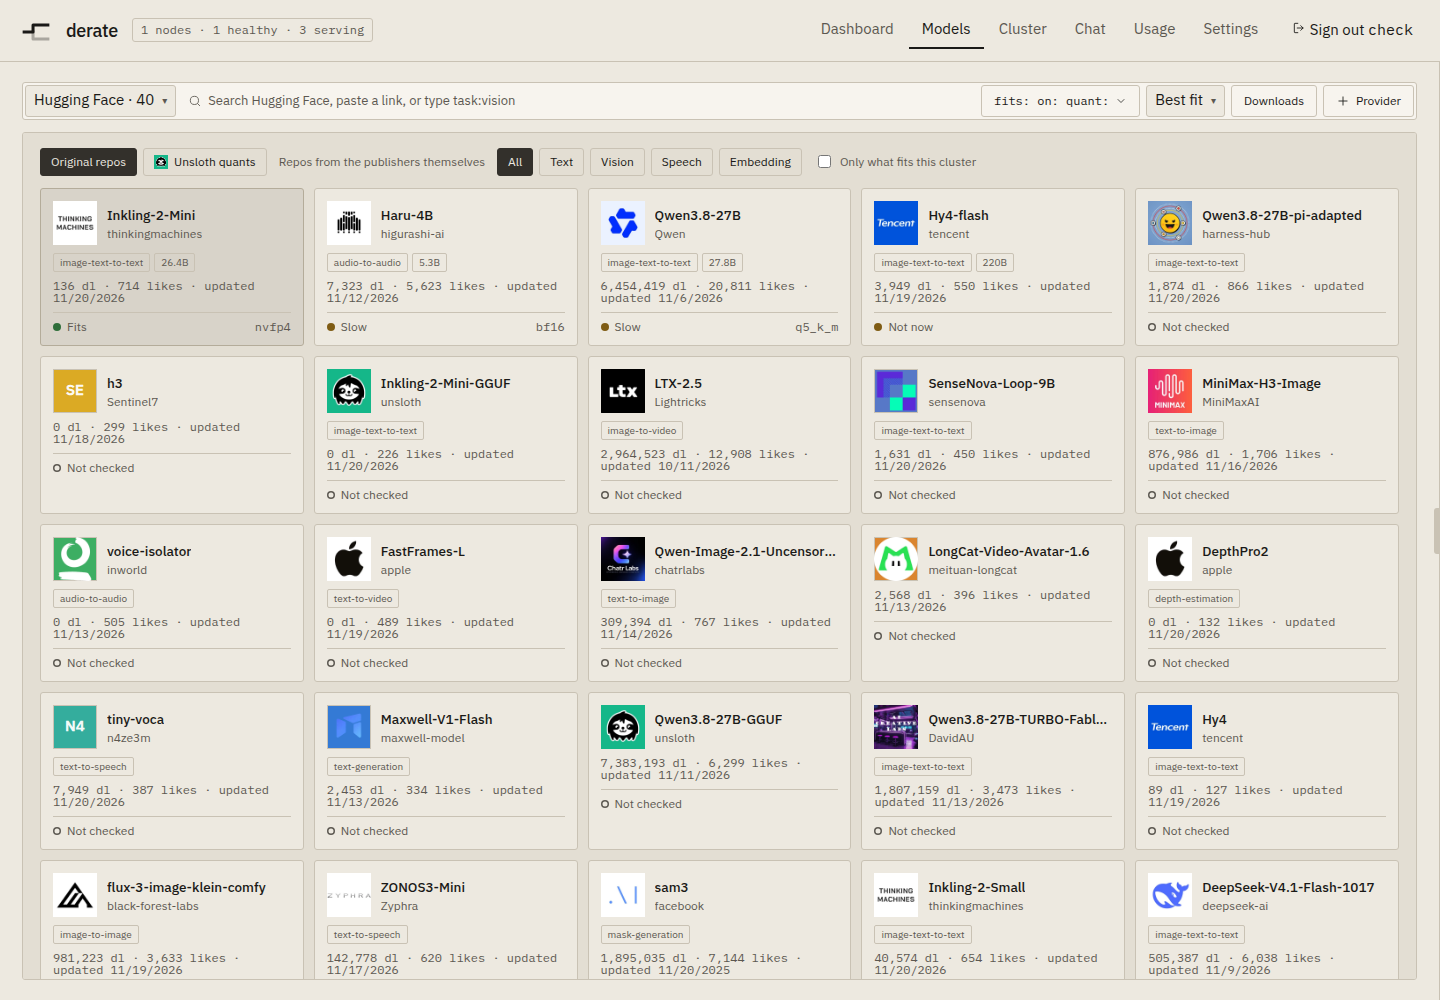 derate
1 nodes · 1 healthy · 3 serving
Dashboard
Models
Cluster
Chat
Usage
Settings
Sign out check
Hugging Face · 40
Search Hugging Face, paste a link, or type task:vision
fits: on: quant:
Best fit
Downloads
+ Provider
Original repos
Unsloth quants
Repos from the publishers themselves
All
Text
Vision
Speech
Embedding
Only what fits this cluster
THINKING
MACHINES
Inkling-2-Mini
thinkingmachines
image-text-to-text
26.4B
136 dl · 714 likes · updated
11/20/2026
Fits
nvfp4
Haru-4B
higurashi-ai
audio-to-audio
5.3B
7,323 dl · 5,623 likes · updated
11/12/2026
Slow
bf16
Qwen3.8-27B
Qwen
image-text-to-text
27.8B
6,454,419 dl · 20,811 likes ·
updated 11/6/2026
Slow
q5_k_m
Tencent
Hy4-flash
tencent
image-text-to-text
220B
3,949 dl · 550 likes · updated
11/19/2026
Not now
Qwen3.8-27B-pi-adapted
harness-hub
image-text-to-text
1,874 dl · 866 likes · updated
11/20/2026
Not checked
SE
h3
Sentinel7
0 dl · 299 likes · updated
11/18/2026
Not checked
Inkling-2-Mini-GGUF
unsloth
image-text-to-text
0 dl · 226 likes · updated
11/20/2026
Not checked
LTX
LTX-2.5
Lightricks
image-to-video
2,964,523 dl · 12,908 likes ·
updated 10/11/2026
Not checked
SenseNova-Loop-9B
sensenova
image-text-to-text
1,631 dl · 450 likes · updated
11/20/2026
Not checked
MINIMAX
MiniMax-H3-Image
MiniMaxAI
text-to-image
876,986 dl · 1,706 likes ·
updated 11/16/2026
Not checked
voice-isolator
inworld
audio-to-audio
0 dl · 505 likes · updated
11/13/2026
Not checked
FastFrames-L
apple
text-to-video
0 dl · 489 likes · updated
11/19/2026
Not checked
Chatr Labs
Qwen-Image-2.1-Uncensor...
chatrlabs
text-to-image
309,394 dl · 767 likes · updated
11/14/2026
Not checked
LongCat-Video-Avatar-1.6
meituan-longcat
2,568 dl · 396 likes · updated
11/13/2026
Not checked
DepthPro2
apple
depth-estimation
0 dl · 132 likes · updated
11/20/2026
Not checked
N4
tiny-voca
n4ze3m
text-to-speech
7,949 dl · 387 likes · updated
11/20/2026
Not checked
Maxwell-V1-Flash
maxwell-model
text-generation
2,453 dl · 334 likes · updated
11/13/2026
Not checked
Qwen3.8-27B-GGUF
unsloth
7,383,193 dl · 6,299 likes ·
updated 11/11/2026
Not checked
Qwen3.8-27B-TURBO-Fabl...
DavidAU
image-text-to-text
1,807,159 dl · 3,473 likes ·
updated 11/13/2026
Not checked
Tencent
Hy4
tencent
image-text-to-text
89 dl · 127 likes · updated
11/19/2026
Not checked
flux-3-image-klein-comfy
black-forest-labs
image-to-image
981,223 dl · 3,633 likes ·
updated 11/19/2026
ZYPHRA
ZONOS3-Mini
Zyphra
text-to-speech
142,778 dl · 620 likes · updated
11/17/2026
sam3
facebook
mask-generation
1,895,035 dl · 7,144 likes ·
updated 11/20/2025
THINKING
MACHINES
Inkling-2-Small
thinkingmachines
image-text-to-text
40,574 dl · 654 likes · updated
11/20/2026
DeepSeek-V4.1-Flash-1017
deepseek-ai
image-text-to-text
505,387 dl · 6,038 likes ·
updated 11/9/2026